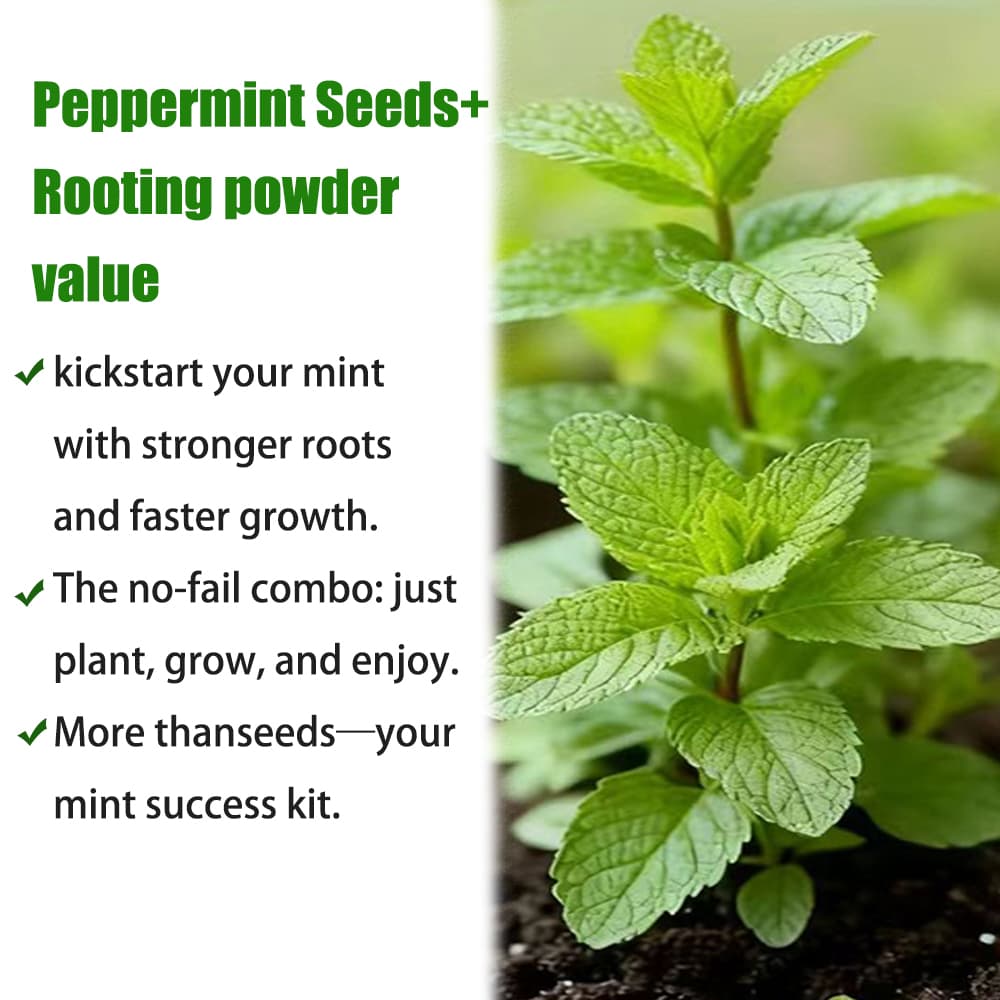 Peppermint Seeds+
Rooting powder
value
kickstart your mint
with stronger roots
and faster growth.
The no-fail combo: just
plant, grow, and enjoy.
More thanseeds—your
mint success kit.